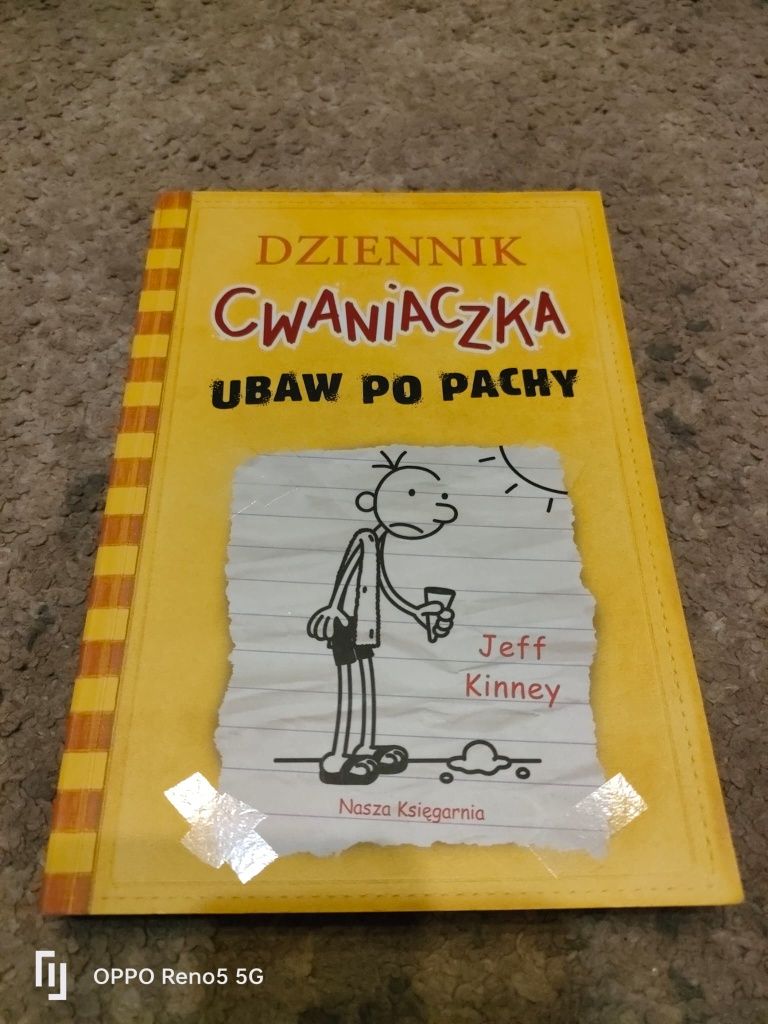 DZIENNIK
CWANIACZKA
UBAW PO PACHY
Jeff
Kinney
Nasza Księgarnia
OPPO Reno5 5G